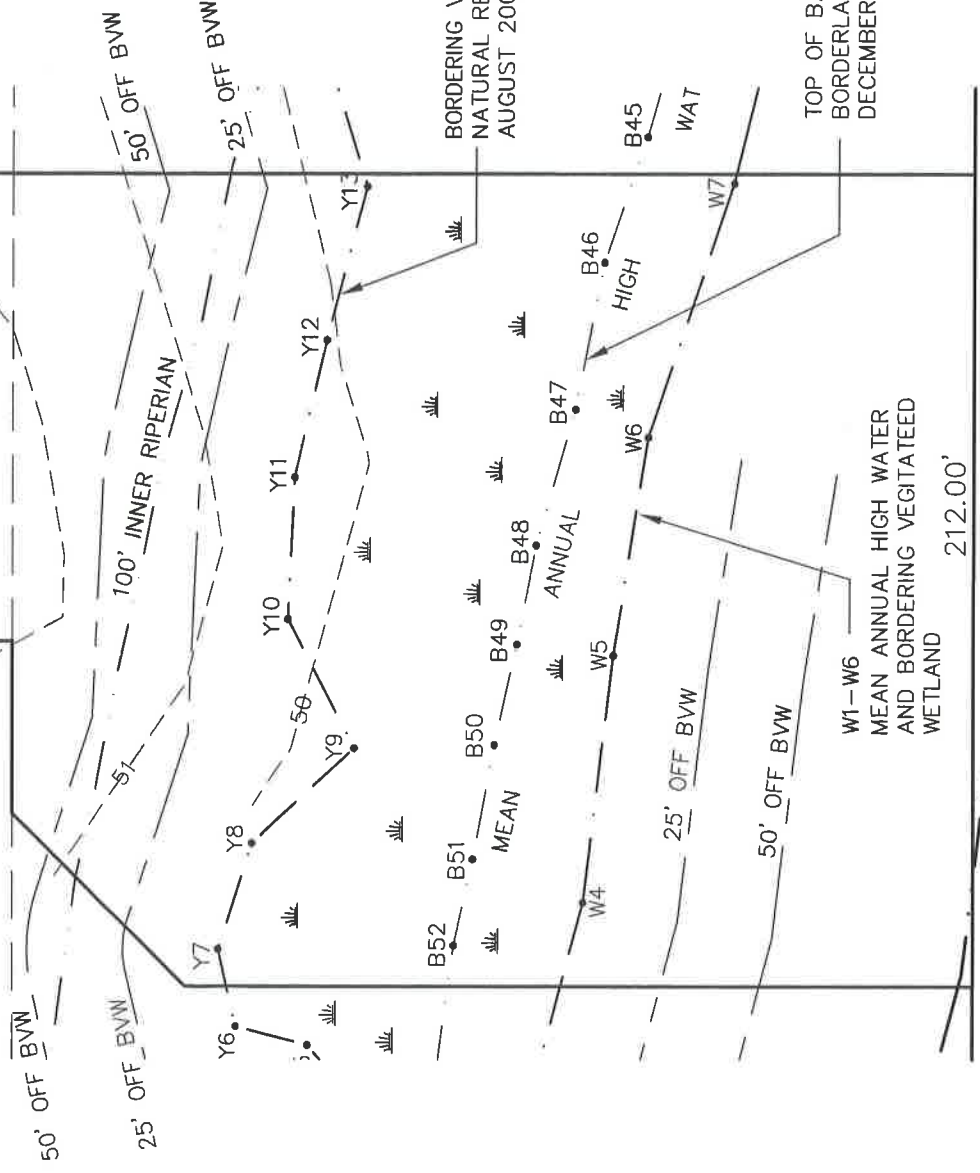 50' OFF BVW
25' OFF BVW
BORDERING
NATURAL
AUGUST
TOP OF
DECEMBER
100' INNER RIPERIAN
51
50
50' OFF BVW
25' OFF BVW
Y6
Y7
Y8
Y9
Y10
Y11
Y12
Y13
B52
B51
B50
B49
B48
B47
B46
B45
MEAN
ANNUAL
HIGH
WAT
W4
W5
W6
W7
25' OFF BVW
50' OFF BVW
W1-W6
MEAN ANNUAL HIGH WATER
AND BORDERING VEGITATEED
WETLAND
212.00'